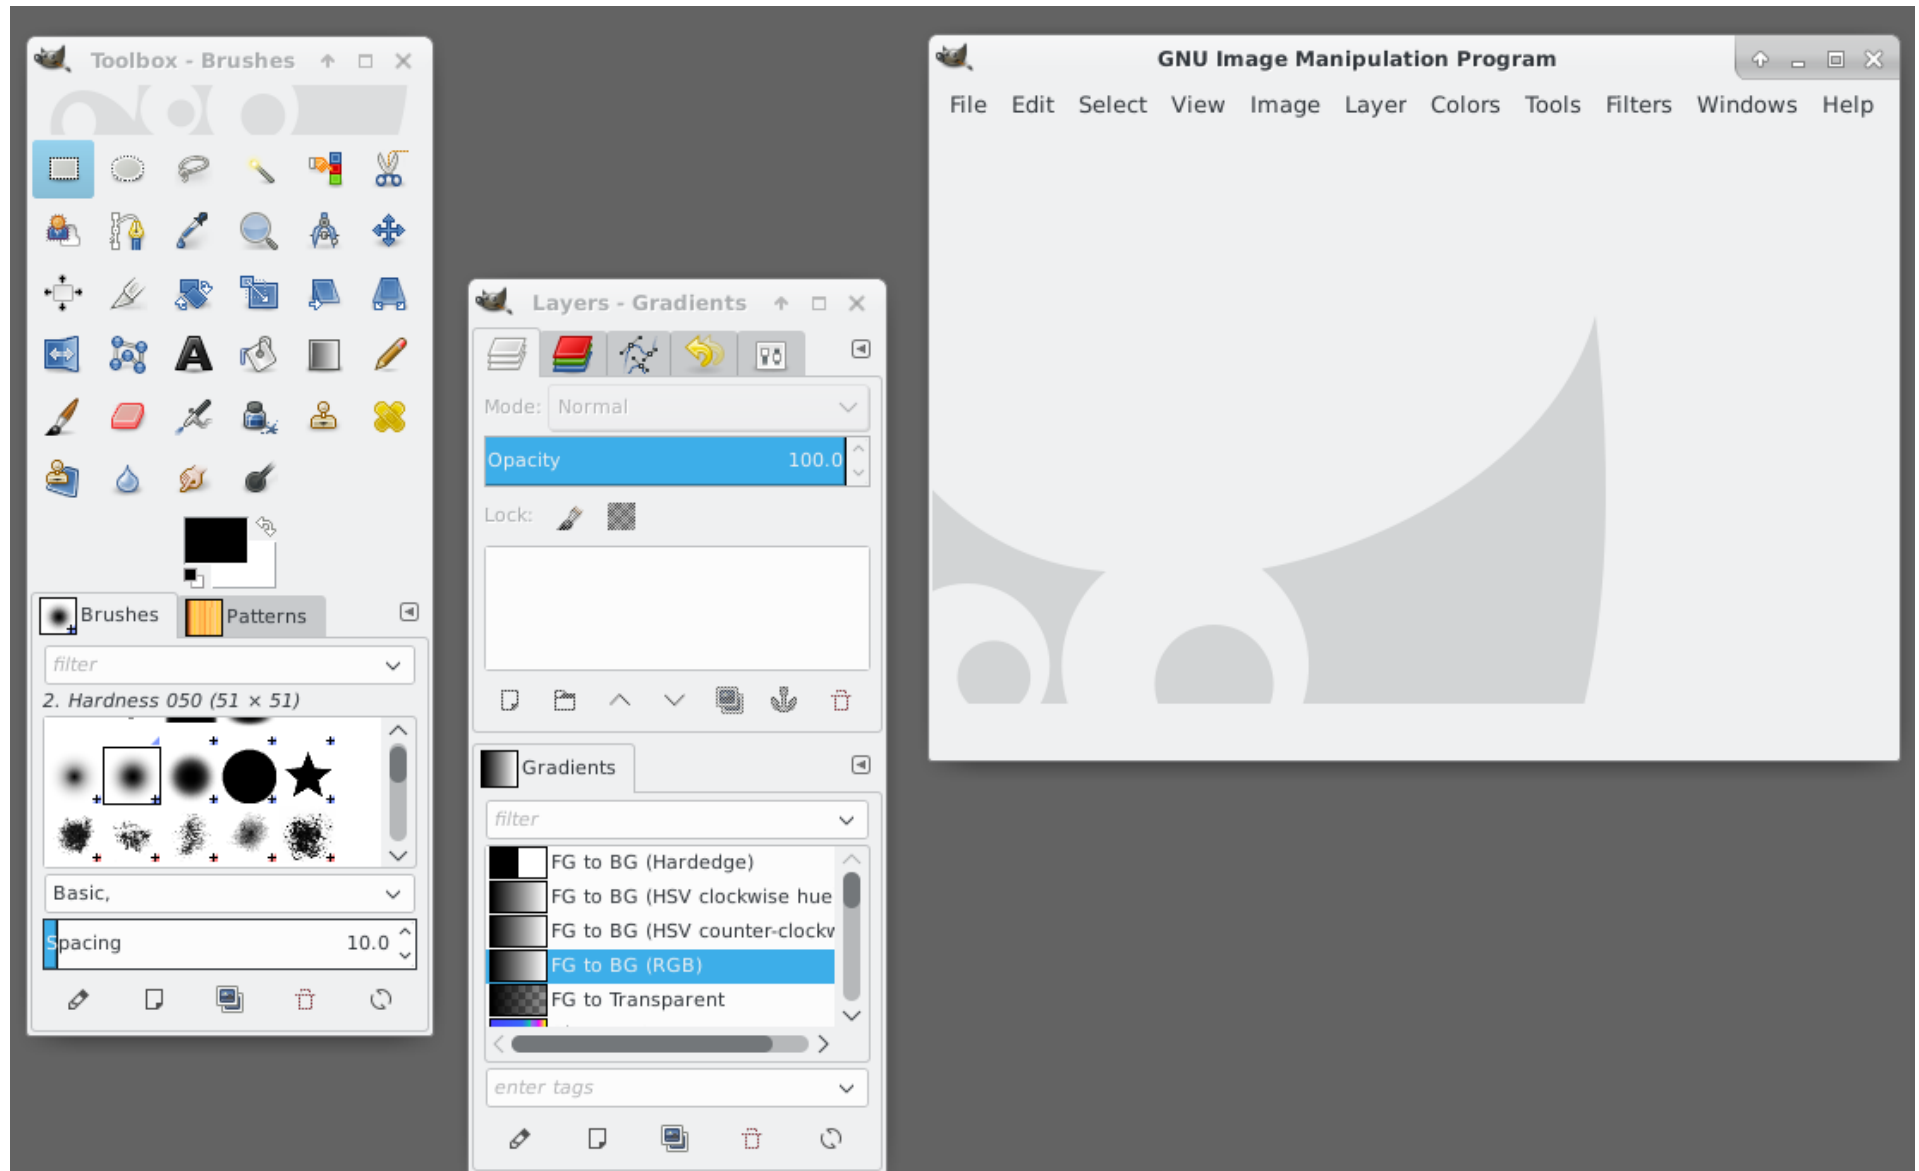 Toolbox - Brushes
Brushes
Patterns
filter
2. Hardness 050 (51 × 51)
Basic,
Spacing 10.0
Layers - Gradients
Mode: Normal
Opacity 100.0
Lock:
Gradients
filter
FG to BG (Hardedge)
FG to BG (HSV clockwise hue
FG to BG (HSV counter-clockw
FG to BG (RGB)
FG to Transparent
enter tags
GNU Image Manipulation Program
File Edit Select View Image Layer Colors Tools Filters Windows Help